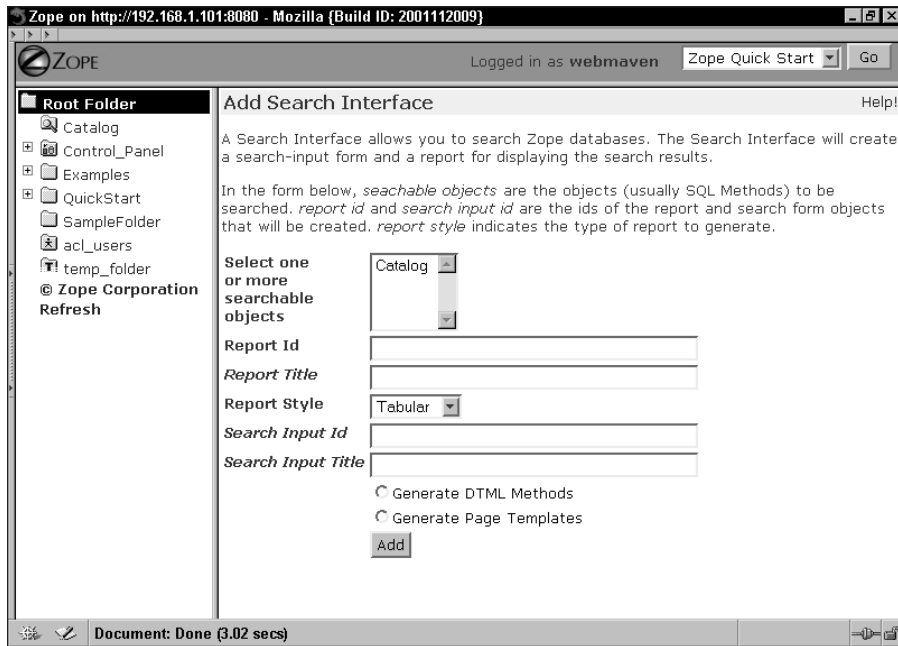 Zope on http://192.168.1.101:8080 - Mozilla {Build ID: 2001112009}
ZOPE
Logged in as webmaven
Zope Quick Start
Go
Root Folder
Catalog
Control_Panel
Examples
QuickStart
SampleFolder
acl_users
temp_folder
© Zope Corporation
Refresh
Add Search Interface
Help!
A Search Interface allows you to search Zope databases. The Search Interface will create
a search-input form and a report for displaying the search results.
In the form below, seachable objects are the objects (usually SQL Methods) to be
searched. report id and search input id are the ids of the report and search form objects
that will be created. report style indicates the type of report to generate.
Select one
or more
searchable
objects
Catalog
Report Id
Report Title
Report Style
Tabular
Search Input Id
Search Input Title
Generate DTML Methods
Generate Page Templates
Add
Document: Done (3.02 secs)